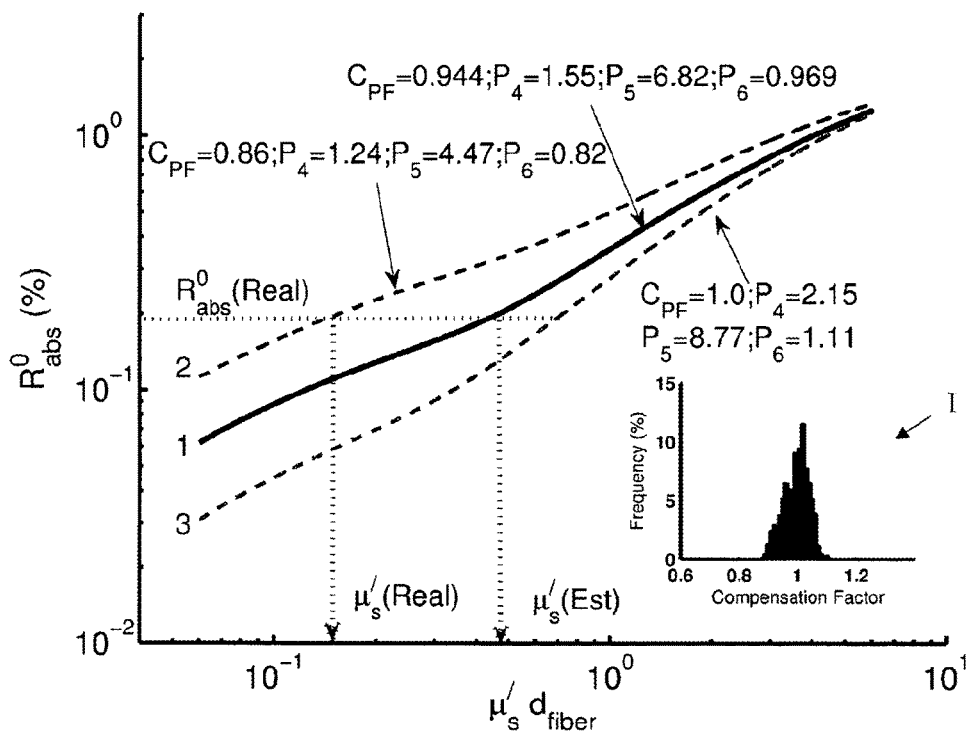 C_PF=0.944;P_4=1.55;P_5=6.82;P_6=0.969
10^0
C_PF=0.86;P_4=1.24;P_5=4.47;P_6=0.82
R^0_abs (%)
R^0_abs(Real)
C_PF=1.0;P_4=2.15
P_5=8.77;P_6=1.11
2
10^-1
1
3
15
10
5
0
Frequency (%)
I
0.6 0.8 1 1.2
Compensation Factor
μ_s′(Real)
μ_s′(Est)
10^-2
10^-1 10^0 10^1
μ_s′ d_fiber